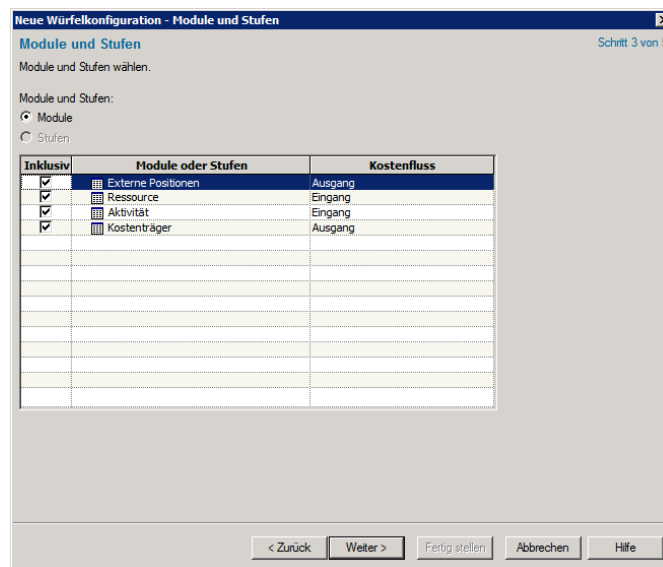 Neue Würfelkonfiguration - Module und Stufen
Module und Stufen
Schritt 3 von
Module und Stufen wählen.
Module und Stufen:
Module
Stufen
Inklusiv Module oder Stufen Kostenfluss
Externe Positionen Ausgang
Ressource Eingang
Aktivität Eingang
Kostenträger Ausgang
< Zurück Weiter > Fertig stellen Abbrechen Hilfe